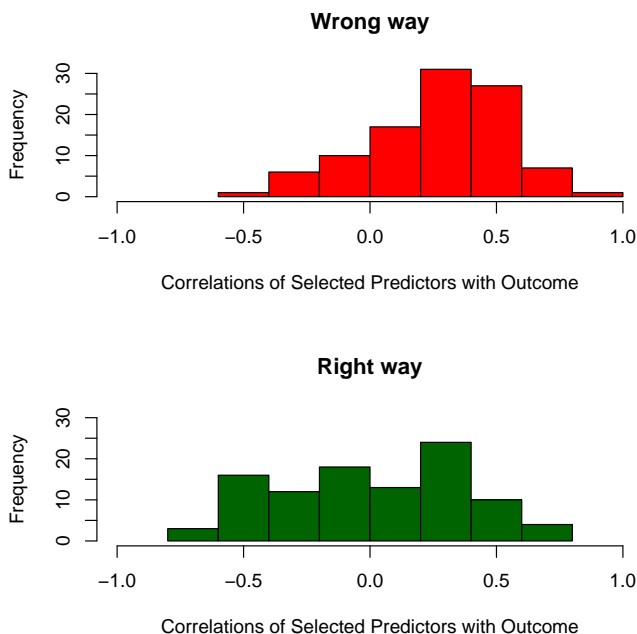 Wrong way
Frequency
30
20
10
0
−1.0 −0.5 0.0 0.5 1.0
Correlations of Selected Predictors with Outcome
Right way
Frequency
30
20
10
0
−1.0 −0.5 0.0 0.5 1.0
Correlations of Selected Predictors with Outcome